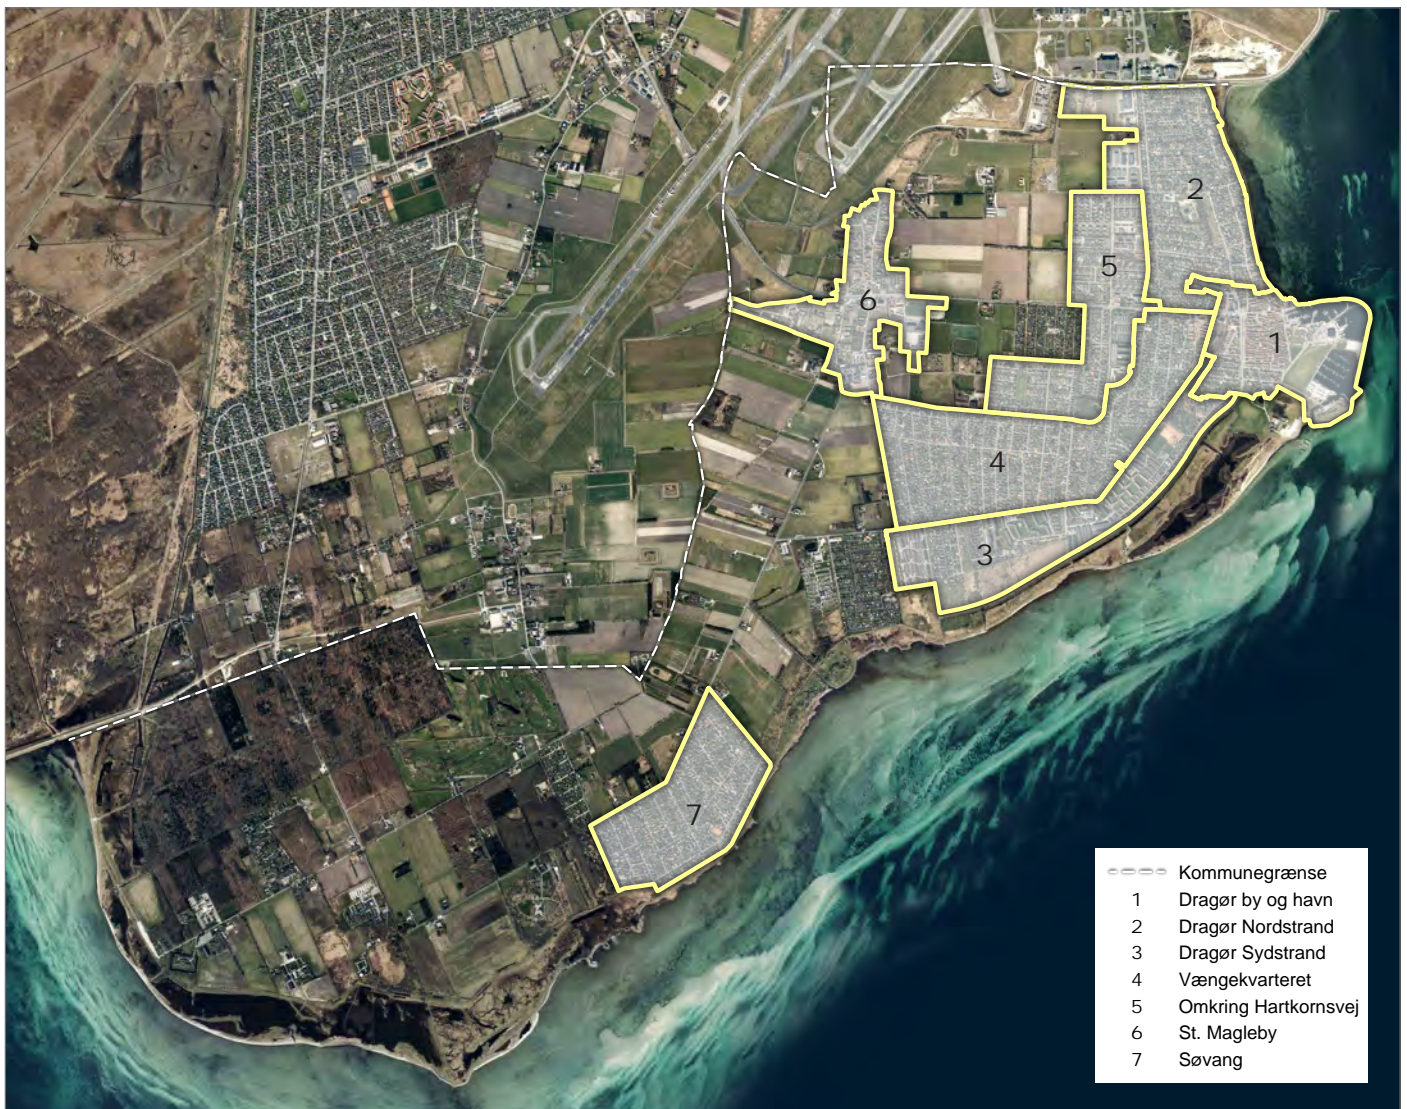 2
5
6
1
4
3
7
Kommunegrænse
1 Dragør by og havn
2 Dragør Nordstrand
3 Dragør Sydstrand
4 Vængekvarteret
5 Omkring Hartkornsvej
6 St. Magleby
7 Søvang